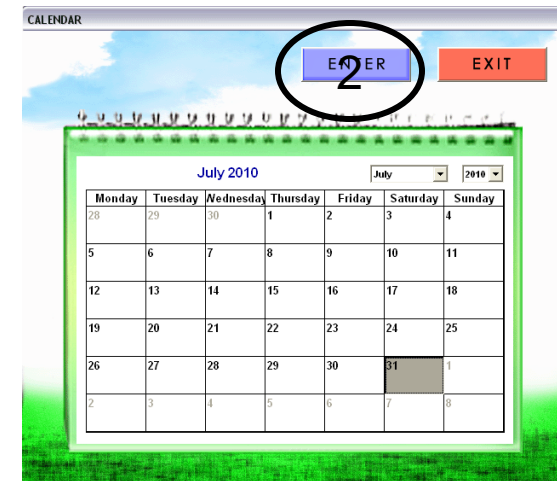 CALENDAR
ENTER EXIT
2
July 2010 July 2010
Monday Tuesday Wednesday Thursday Friday Saturday Sunday
28 29 30 1 2 3 4
5 6 7 8 9 10 11
12 13 14 15 16 17 18
19 20 21 22 23 24 25
26 27 28 29 30 31 1
2 3 4 5 6 7 8